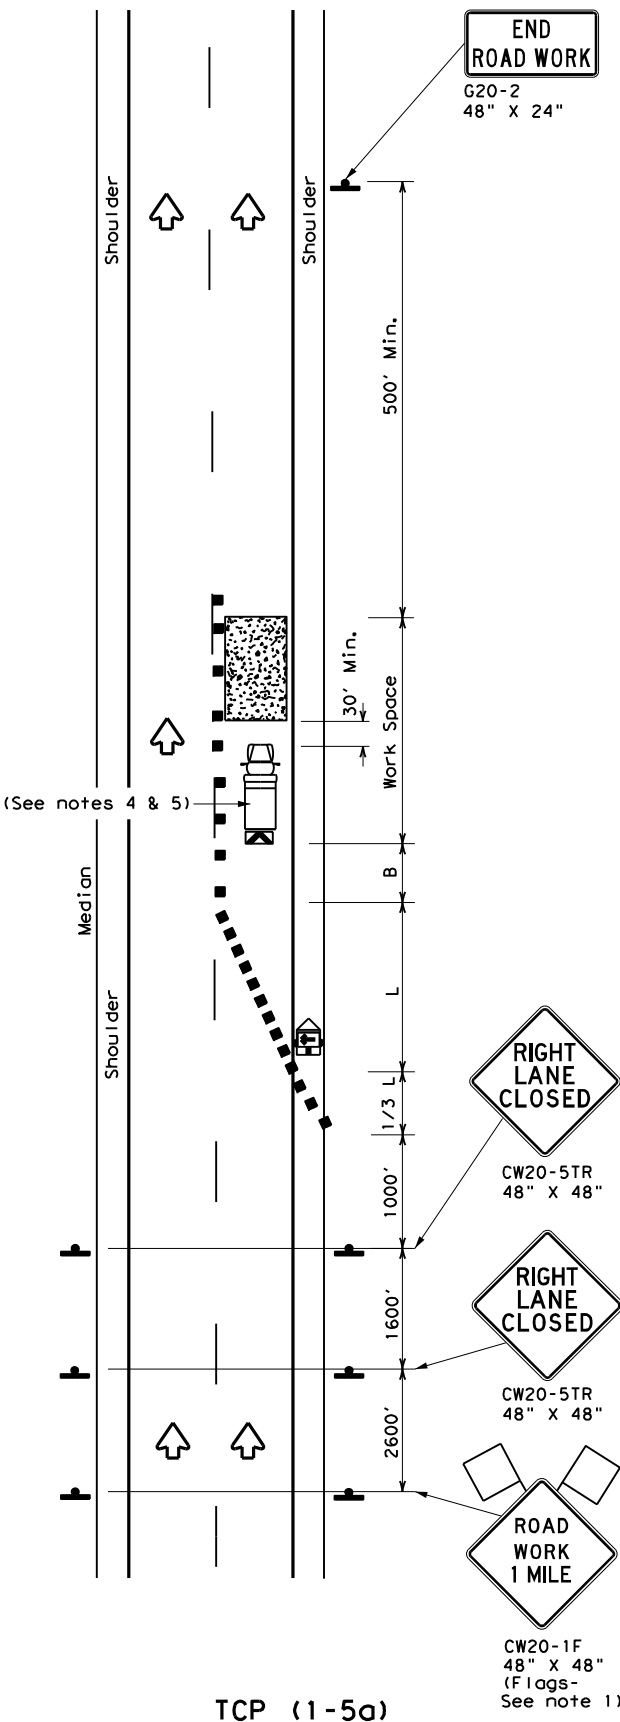 END
ROAD WORK
G20-2
48" X 24"
Shoulder
Shoulder
500' Min.
30' Min.
Work Space
(See notes 4 & 5)
B
Median
L
Shoulder
RIGHT
LANE
CLOSED
1/3 L
CW20-5TR
48" X 48"
1000'
RIGHT
LANE
CLOSED
1600'
CW20-5TR
48" X 48"
2600'
ROAD
WORK
1 MILE
CW20-1F
48" X 48"
(Flags-
See note 1)
TCP (1-5a)